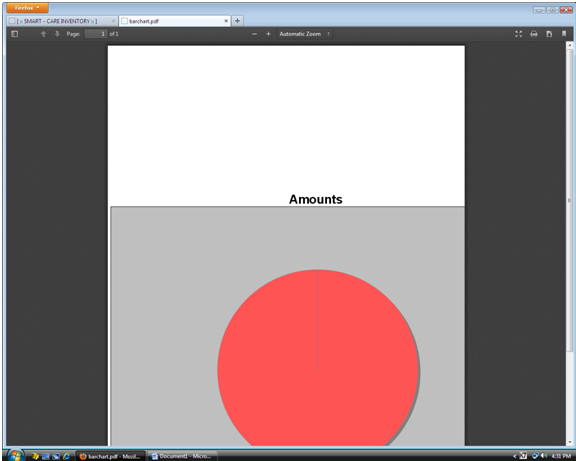 Firefox
[ :: SMART - CARE INVENTORY :: ]
barchart.pdf
Page: 1 of 1
Automatic Zoom
Amounts
barchart.pdf - Mozil...
Document1 - Micro...
4:31 PM